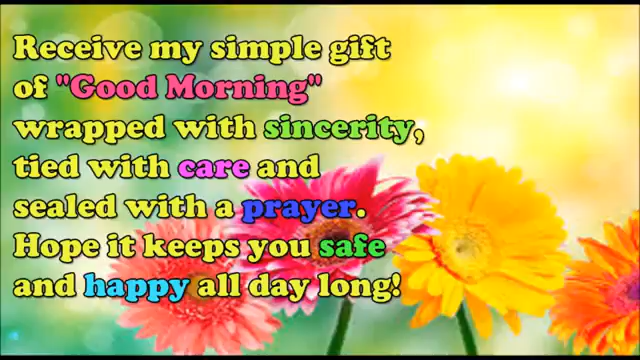 Receive my simple gift
of "Good Morning"
wrapped with sincerity,
tied with care and
sealed with a prayer.
Hope it keeps you safe
and happy all day long!